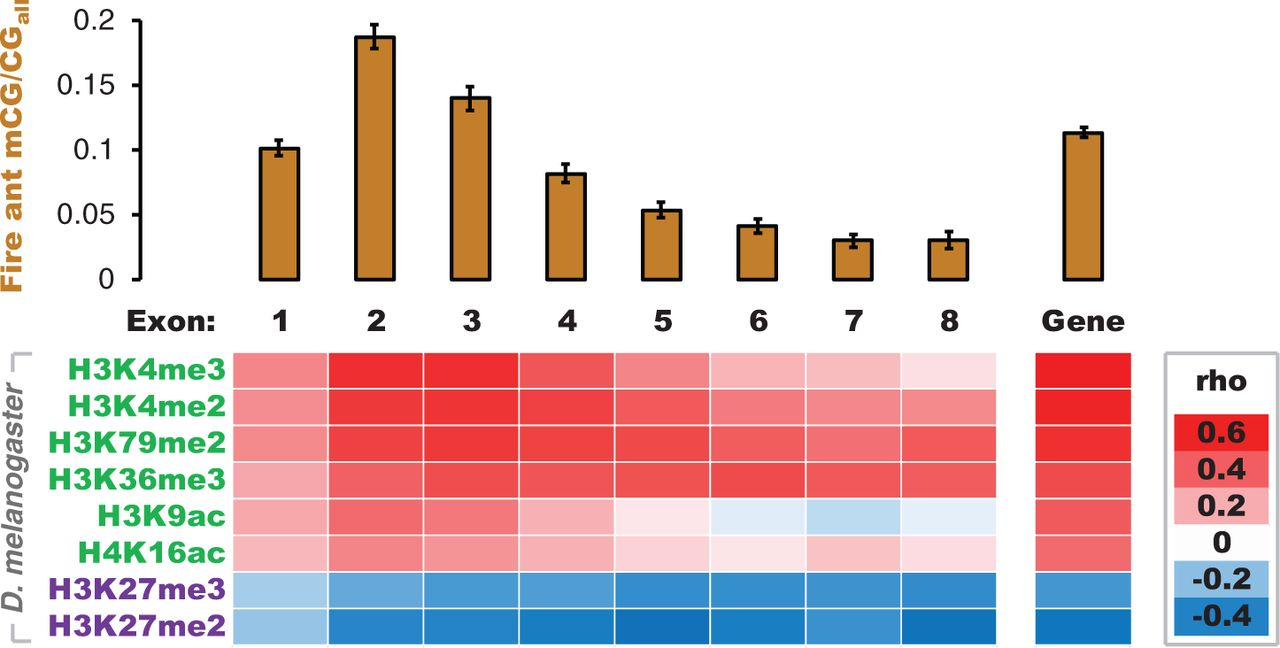 Fire ant mCG/CGall
0.2
0.15
0.1
0.05
0
Exon: 1 2 3 4 5 6 7 8 Gene
D. melanogaster
H3K4me3
H3K4me2
H3K79me2
H3K36me3
H3K9ac
H4K16ac
H3K27me3
H3K27me2
rho
0.6
0.4
0.2
0
-0.2
-0.4